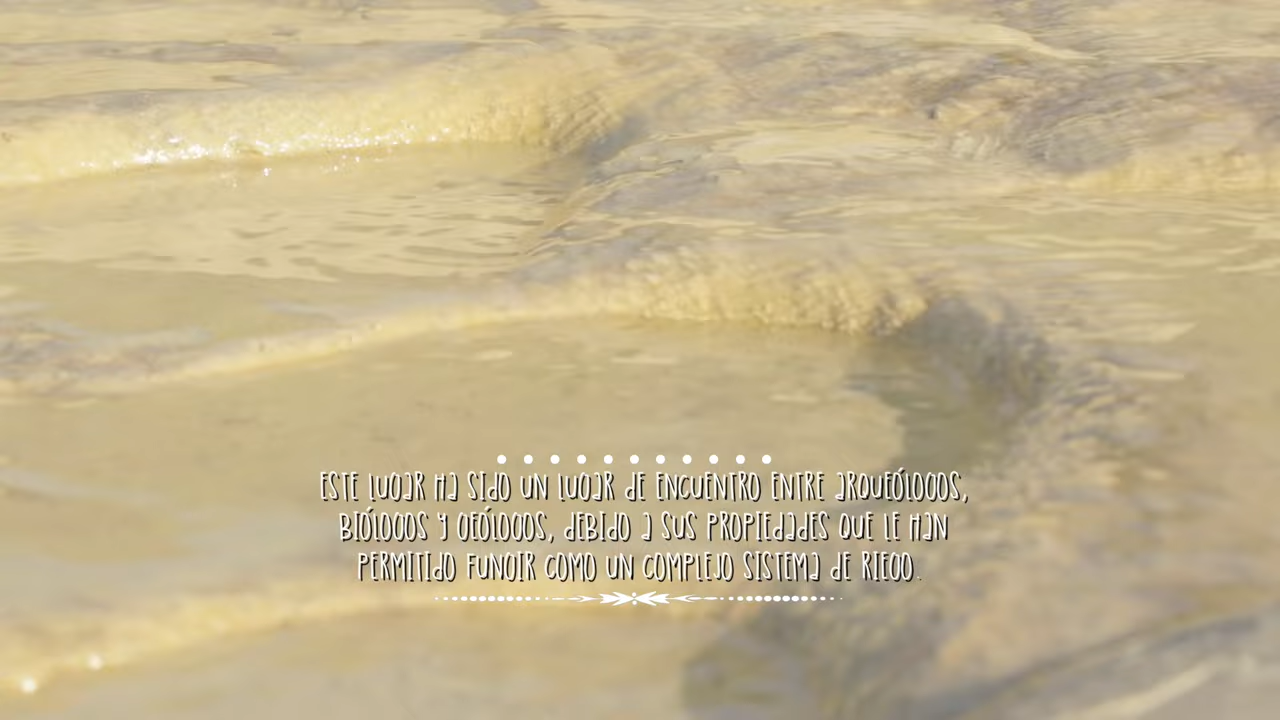 ESTE LUGAR HA SIDO UN LUGAR DE ENCUENTRO ENTRE ARQUEÓLOGOS,
BIÓLOGOS Y GEÓLOGOS, DEBIDO A SUS PROPIEDADES QUE LE HAN
PERMITIDO FUNGIR COMO UN COMPLEJO SISTEMA DE RIEGO.